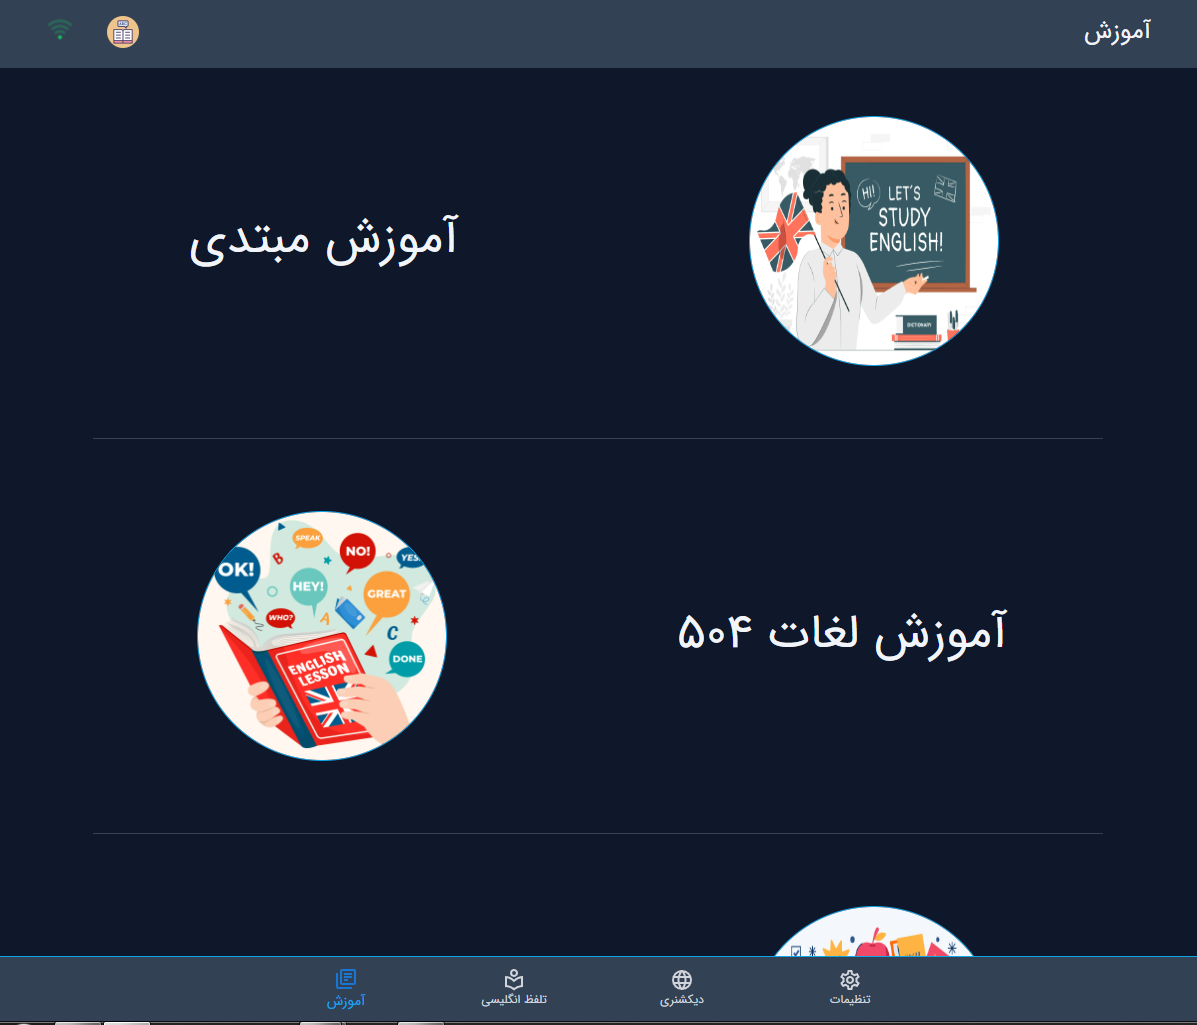 آموزش
آموزش مبتدی
HI!
LET'S
STUDY
ENGLISH!
DICTIONARY
آموزش لغات ۵۰۴
SPEAK
NO!
YES!
OK!
B
HEY!
GREAT
WHO?
A
C
DONE
ENGLISH
LESSON
تنظیمات
دیکشنری
تلفظ انگلیسی
آموزش